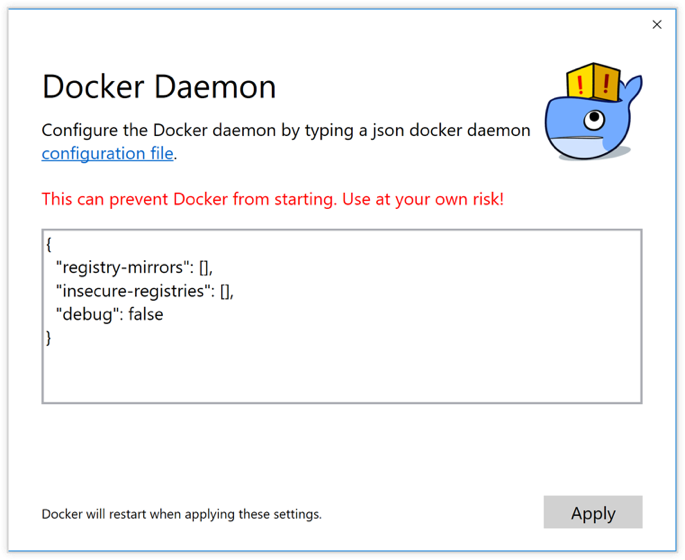 Docker Daemon
Configure the Docker daemon by typing a json docker daemon
configuration file.
This can prevent Docker from starting. Use at your own risk!
{
  "registry-mirrors": [],
  "insecure-registries": [],
  "debug": false
}
Docker will restart when applying these settings.
Apply